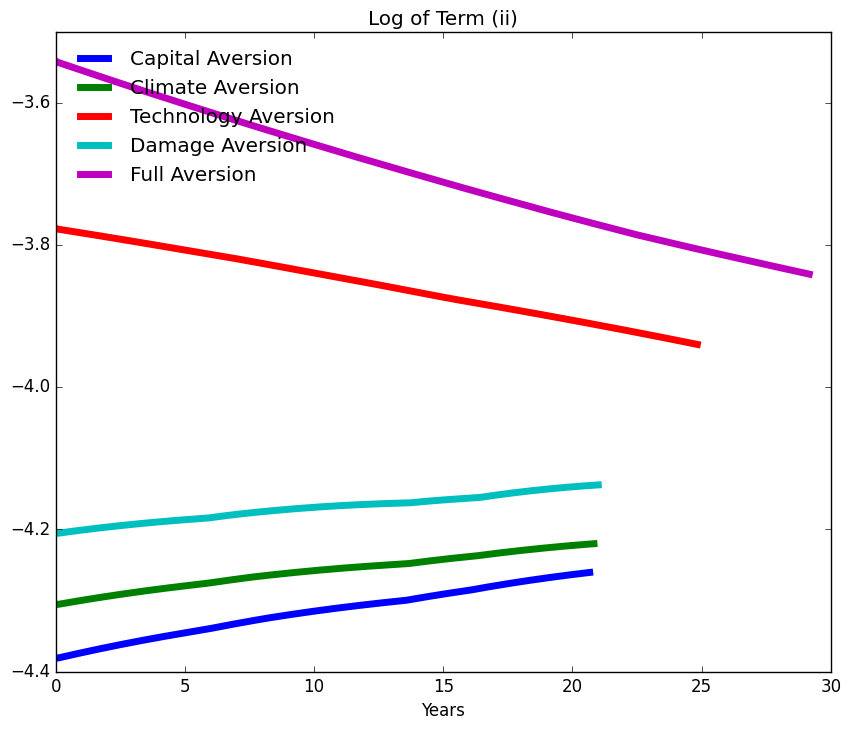 Log of Term (ii)
Capital Aversion
Climate Aversion
Technology Aversion
Damage Aversion
Full Aversion
−3.6
−3.8
−4.0
−4.2
−4.4
0 5 10 15 20 25 30
Years